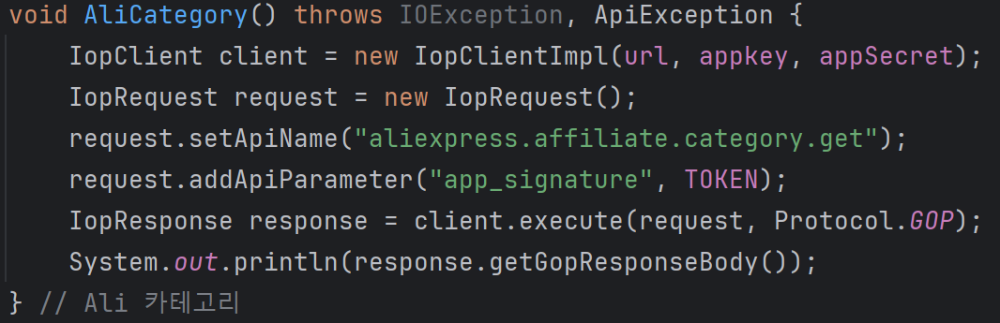 void AliCategory() throws IOException, ApiException {
    IopClient client = new IopClientImpl(url, appkey, appSecret);
    IopRequest request = new IopRequest();
    request.setApiName("aliexpress.affiliate.category.get");
    request.addApiParameter("app_signature", TOKEN);
    IopResponse response = client.execute(request, Protocol.GOP);
    System.out.println(response.getGopResponseBody());
} // Ali 카테고리